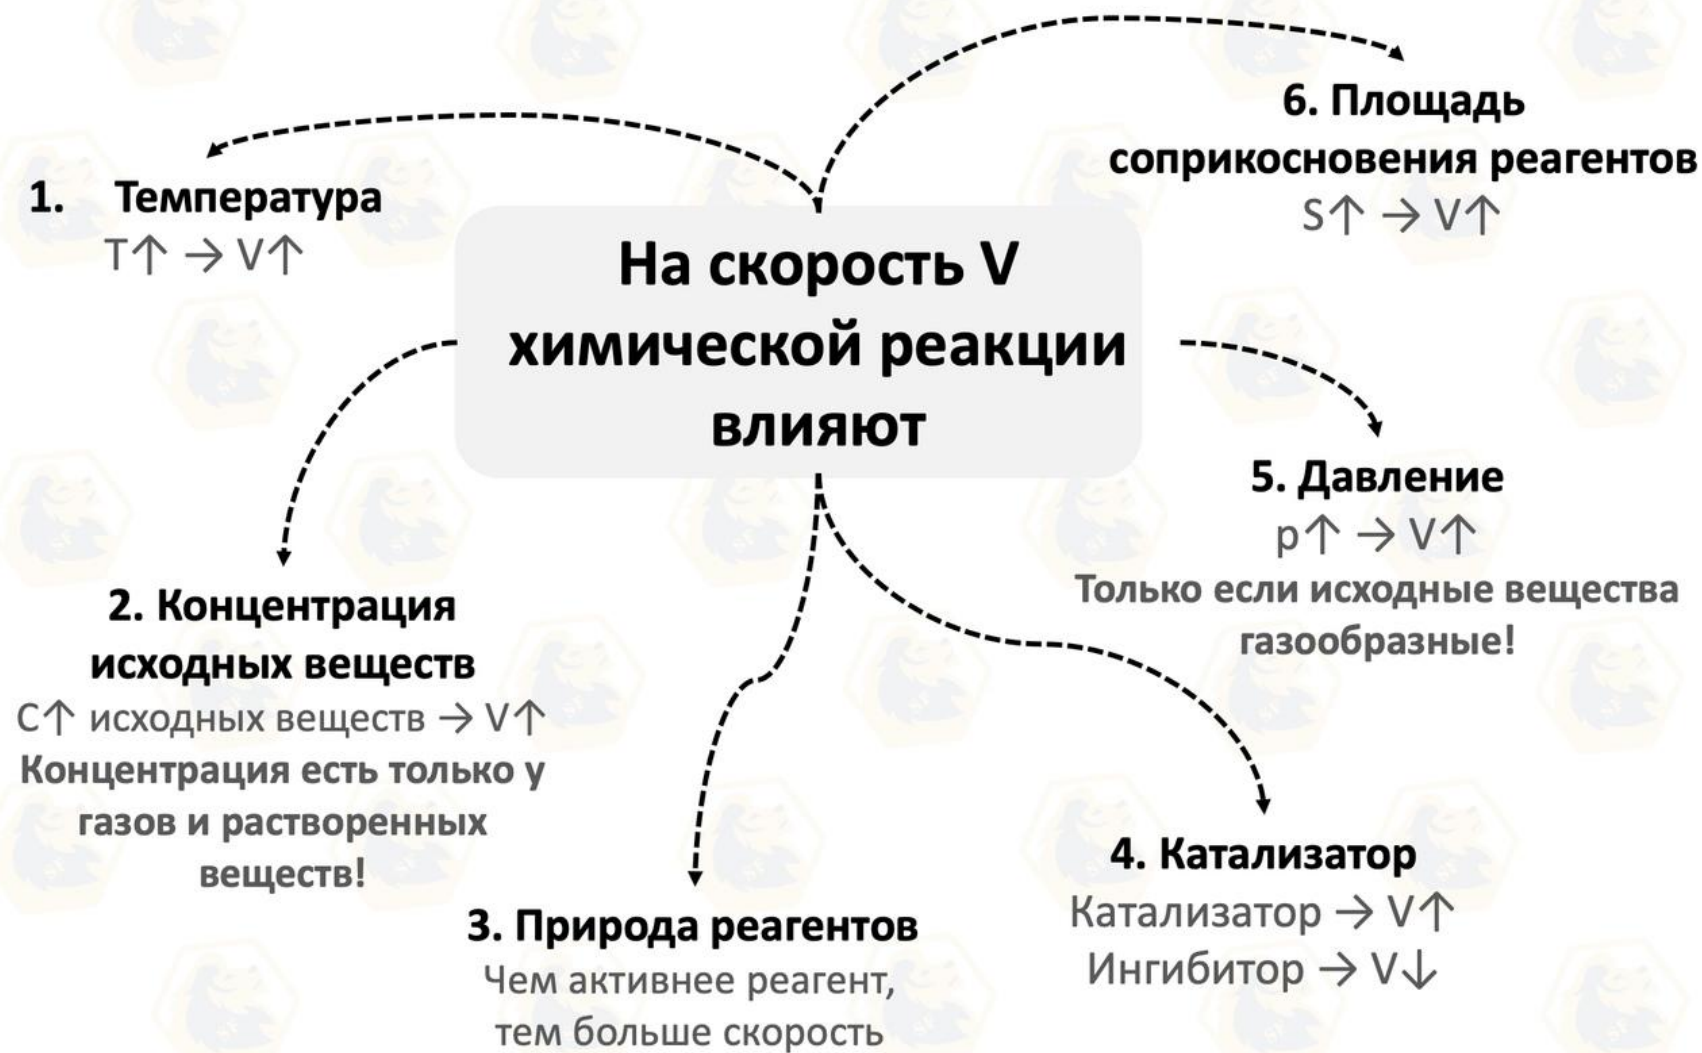 На скорость V
химической реакции
влияют
1. Температура
T↑ → V↑
2. Концентрация
исходных веществ
C↑ исходных веществ → V↑
Концентрация есть только у
газов и растворенных
веществ!
3. Природа реагентов
Чем активнее реагент,
тем больше скорость
4. Катализатор
Катализатор → V↑
Ингибитор → V↓
5. Давление
p↑ → V↑
Только если исходные вещества
газообразные!
6. Площадь
соприкосновения реагентов
S↑ → V↑